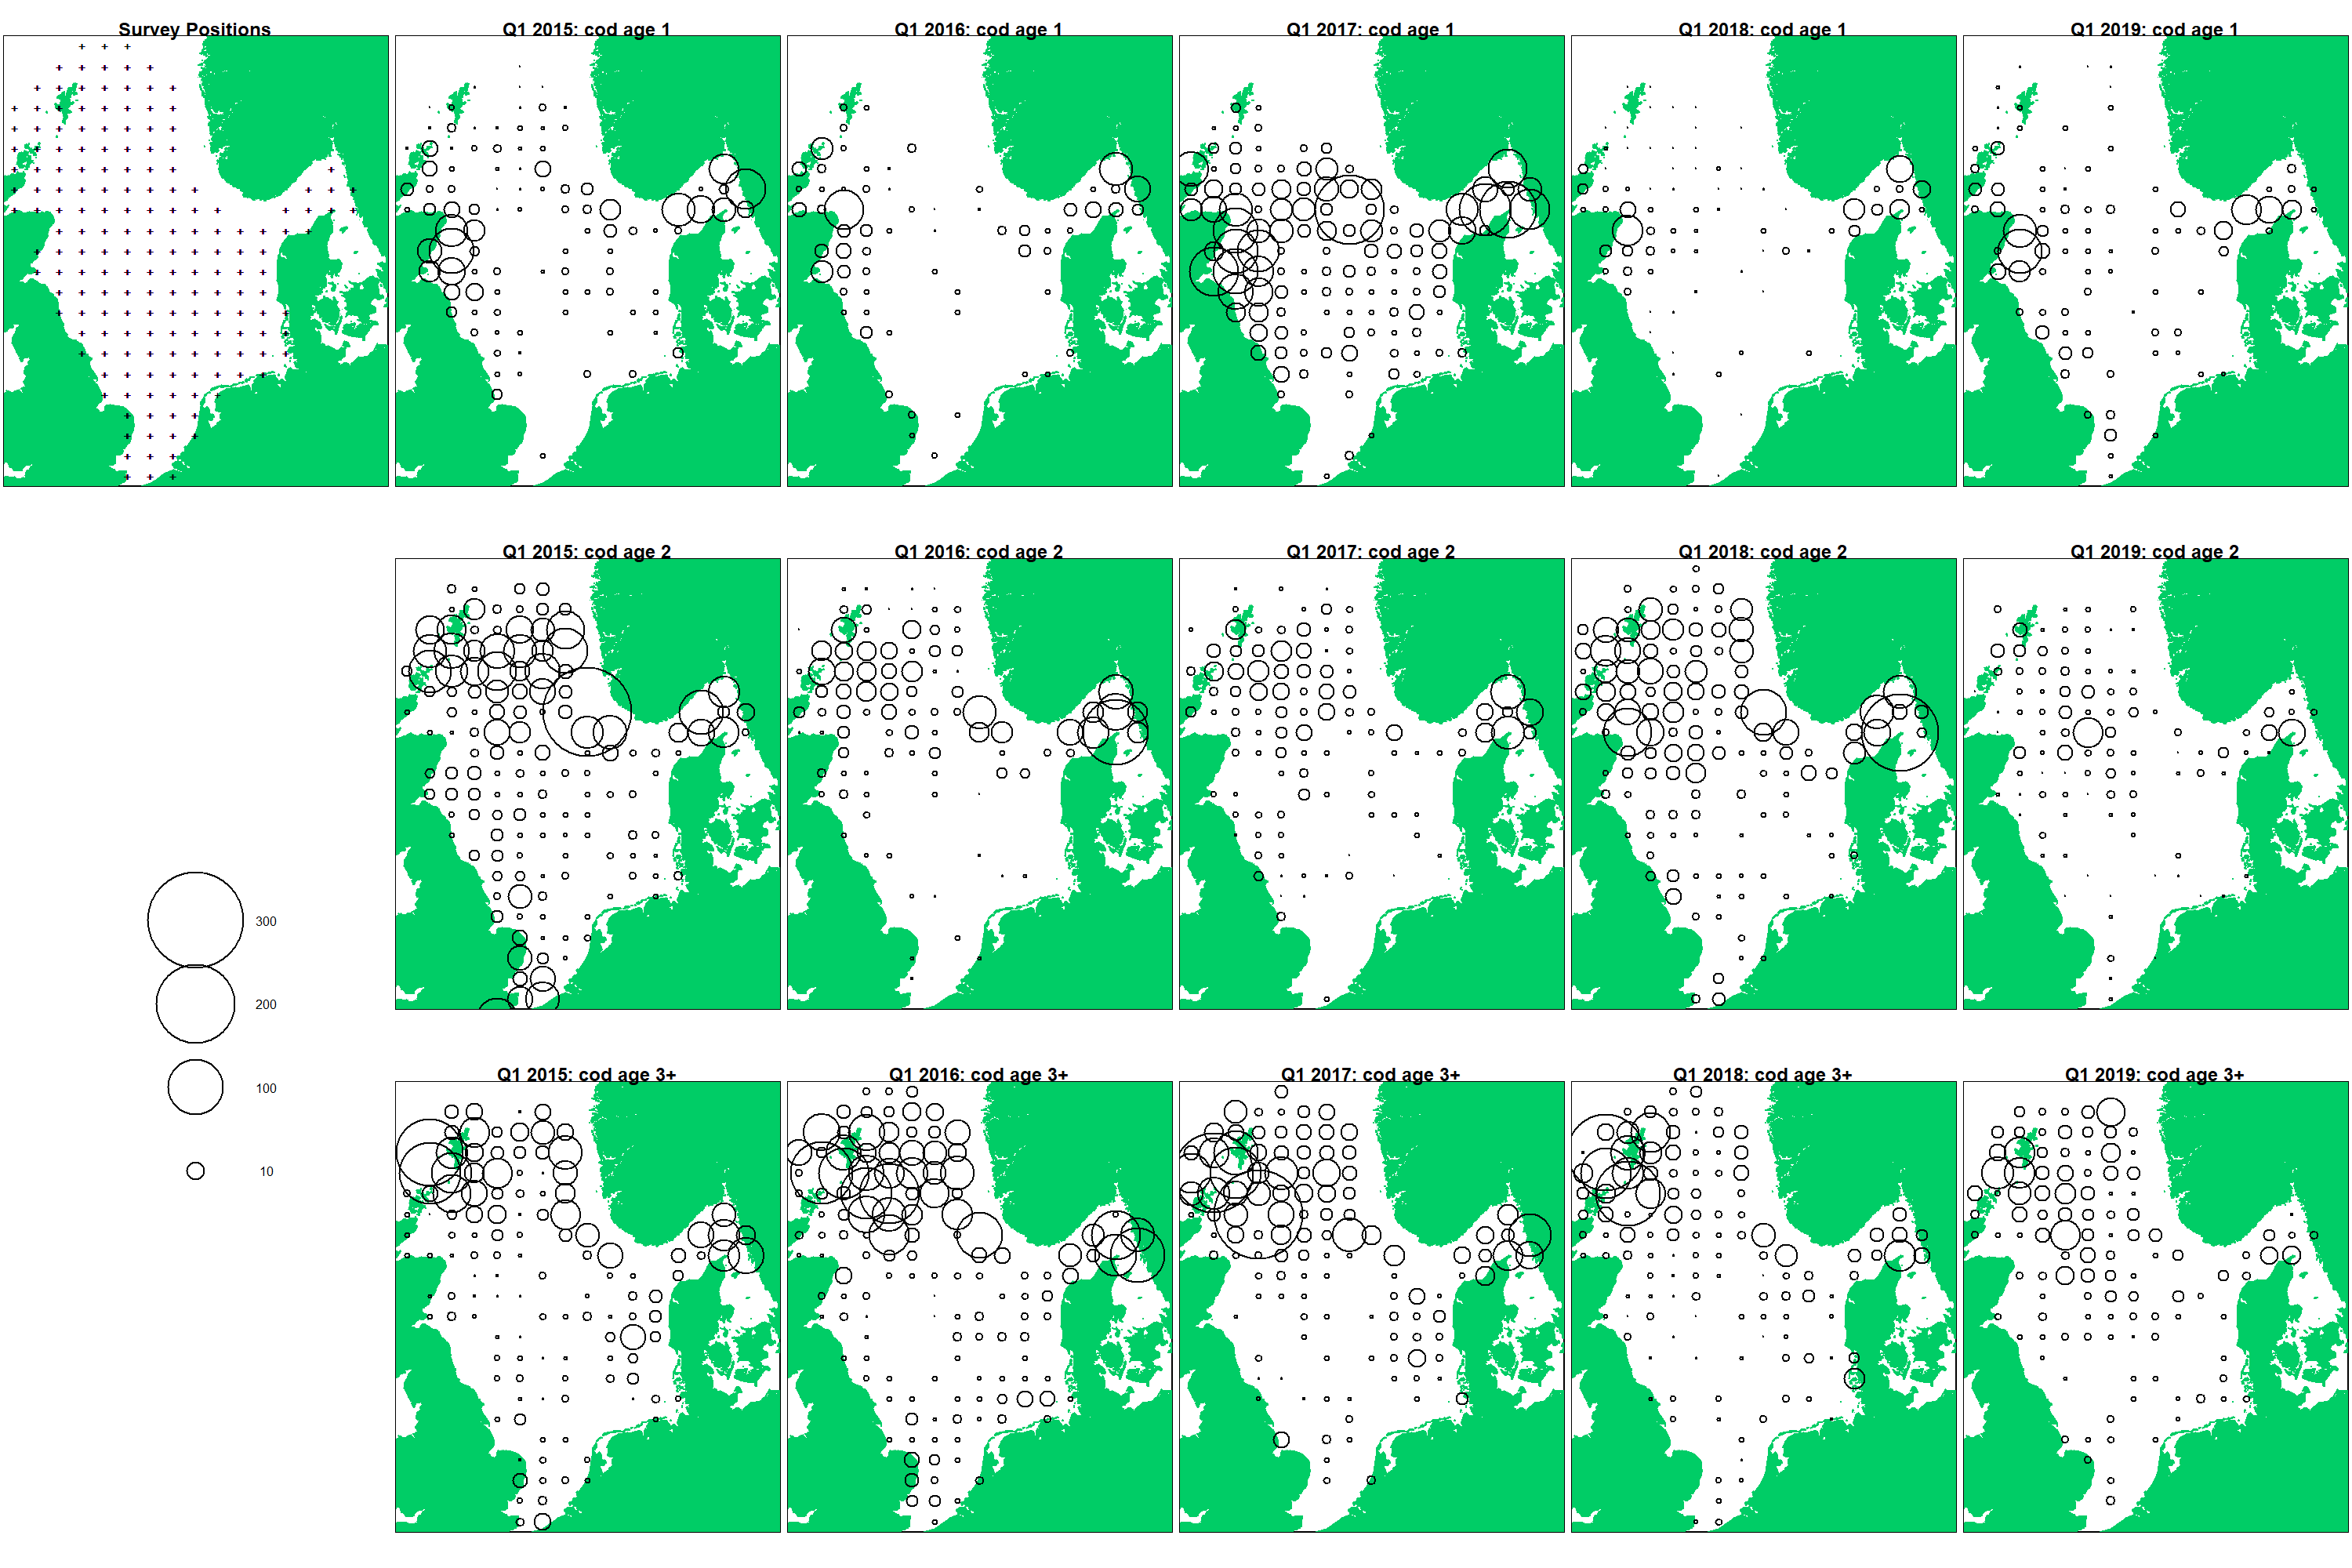 Survey Positions
Q1 2015: cod age 1
Q1 2016: cod age 1
Q1 2017: cod age 1
Q1 2018: cod age 1
Q1 2019: cod age 1
Q1 2015: cod age 2
Q1 2016: cod age 2
Q1 2017: cod age 2
Q1 2018: cod age 2
Q1 2019: cod age 2
300
200
100
10
Q1 2015: cod age 3+
Q1 2016: cod age 3+
Q1 2017: cod age 3+
Q1 2018: cod age 3+
Q1 2019: cod age 3+